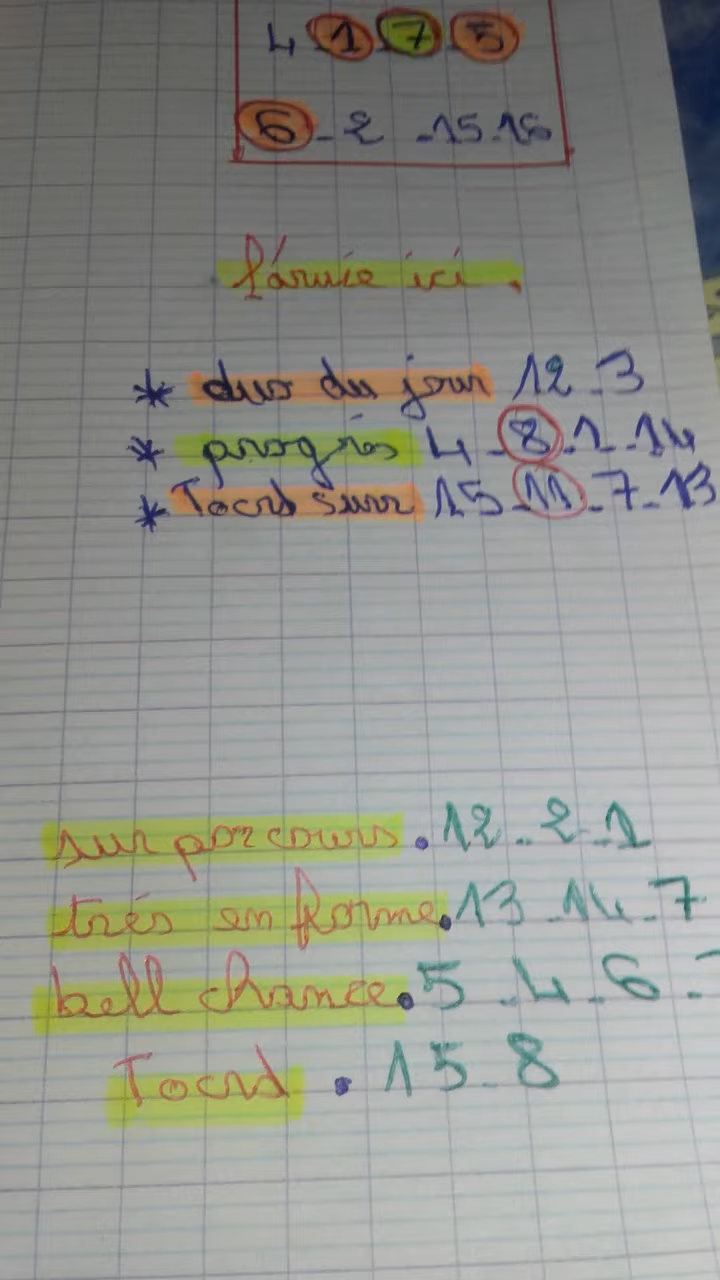 4 1 7 5
6 - 2 - 15 - 16
l'arrivée ici .
* duo du jour 12 - 3
* progrès 4 - 8 - 1 - 14
* Tocard surr 15 - 11 - 7 - 13
sur porcours . 12 - 2 - 1
très en forme . 13 - 14 - 7
bell chance . 5 - 4 - 6 -
Tocard . 15 - 8